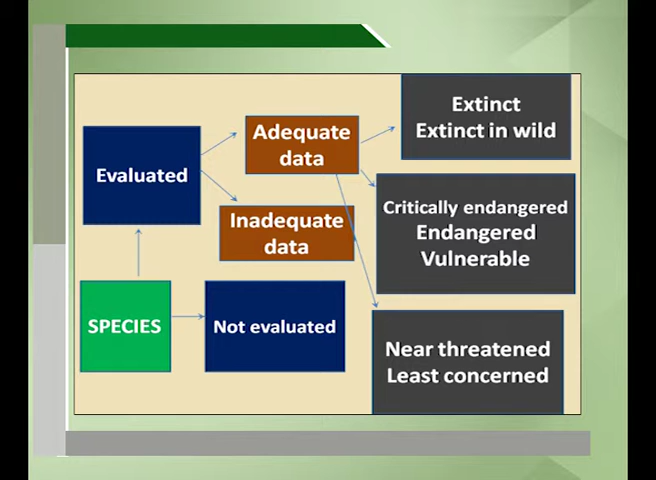 Evaluated
Adequate
data
Inadequate
data
Extinct
Extinct in wild
Critically endangered
Endangered
Vulnerable
SPECIES
Not evaluated
Near threatened
Least concerned